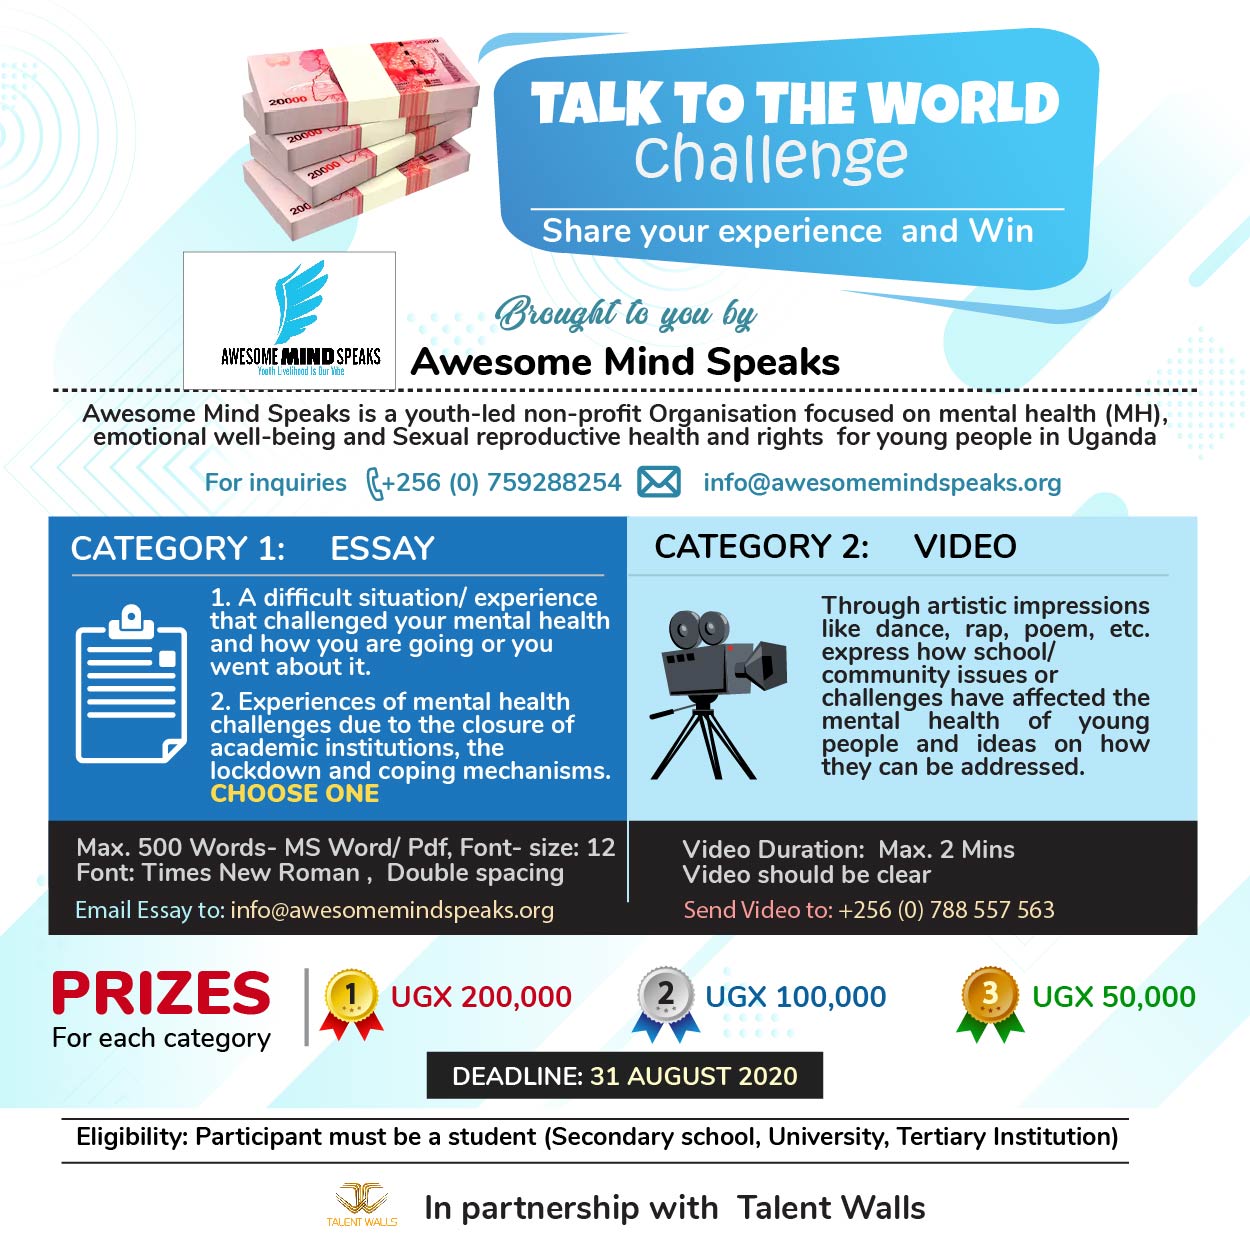 20000
20000
20000
200
TALK TO THE WORLD
Challenge
Share your experience and Win
AWESOME MIND SPEAKS
Youth Livelihood Is Our Vibe
Brought to you by
Awesome Mind Speaks
Awesome Mind Speaks is a youth-led non-profit Organisation focused on mental health (MH),
emotional well-being and Sexual reproductive health and rights for young people in Uganda
For inquiries +256 (0) 759288254 info@awesomemindspeaks.org
CATEGORY 1: ESSAY
1. A difficult situation/ experience
that challenged your mental health
and how you are going or you
went about it.
2. Experiences of mental health
challenges due to the closure of
academic institutions, the
lockdown and coping mechanisms.
CHOOSE ONE
Max. 500 Words- MS Word/ Pdf, Font- size: 12
Font: Times New Roman , Double spacing
Email Essay to: info@awesomemindspeaks.org
CATEGORY 2: VIDEO
Through artistic impressions
like dance, rap, poem, etc.
express how school/
community issues or
challenges have affected the
mental health of young
people and ideas on how
they can be addressed.
Video Duration: Max. 2 Mins
Video should be clear
Send Video to: +256 (0) 788 557 563
PRIZES
For each category
1 UGX 200,000
2 UGX 100,000
3 UGX 50,000
DEADLINE: 31 AUGUST 2020
Eligibility: Participant must be a student (Secondary school, University, Tertiary Institution)
TALENT WALLS
In partnership with Talent Walls